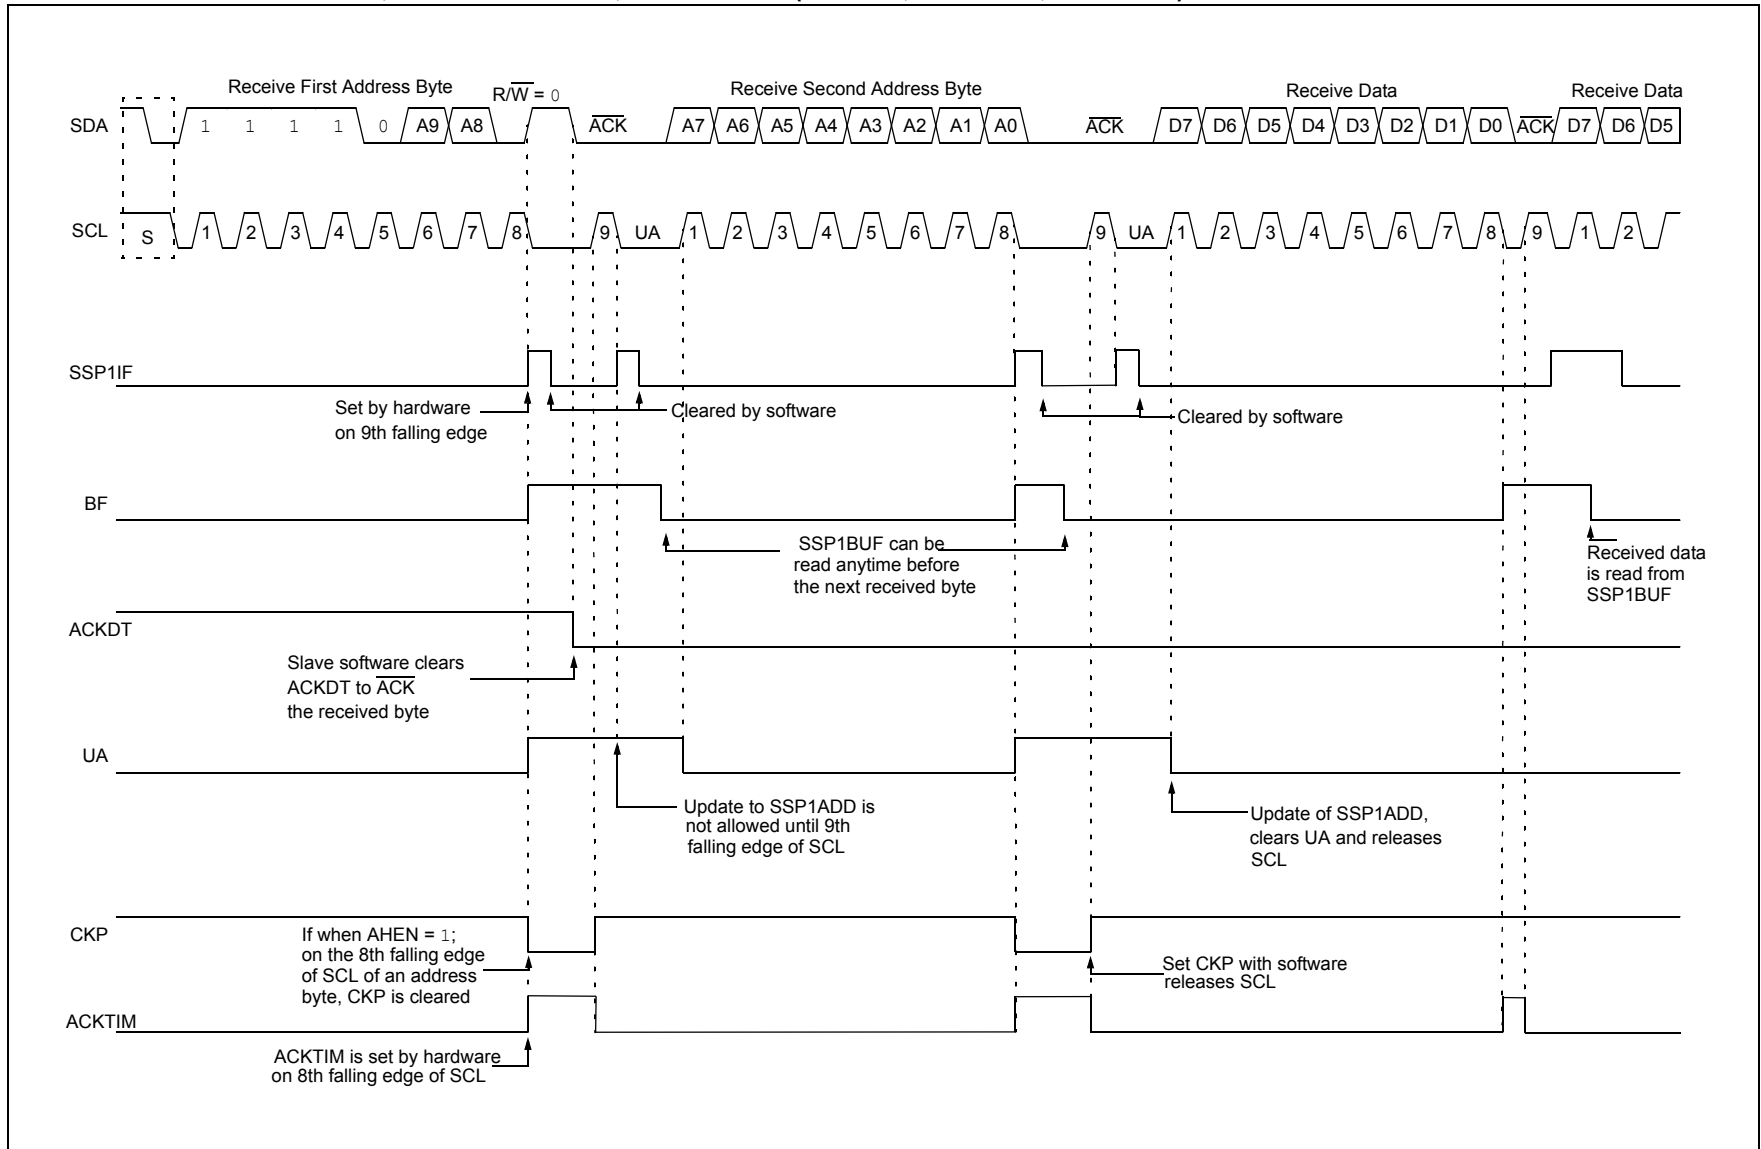 Receive First Address Byte
R/W = 0
Receive Second Address Byte
Receive Data
Receive Data
SDA
1 1 1 1 0 A9 A8
ACK
A7 A6 A5 A4 A3 A2 A1 A0
ACK
D7 D6 D5 D4 D3 D2 D1 D0
ACK
D7 D6 D5
SCL
S
1 2 3 4 5 6 7 8 9 UA 1 2 3 4 5 6 7 8 9 UA 1 2 3 4 5 6 7 8 9 1 2
SSP1IF
Set by hardware
on 9th falling edge
Cleared by software
Cleared by software
BF
SSP1BUF can be
read anytime before
the next received byte
Received data
is read from
SSP1BUF
ACKDT
Slave software clears
ACKDT to ACK
the received byte
UA
Update to SSP1ADD is
not allowed until 9th
falling edge of SCL
Update of SSP1ADD,
clears UA and releases
SCL
CKP
If when AHEN = 1;
on the 8th falling edge
of SCL of an address
byte, CKP is cleared
Set CKP with software
releases SCL
ACKTIM
ACKTIM is set by hardware
on 8th falling edge of SCL